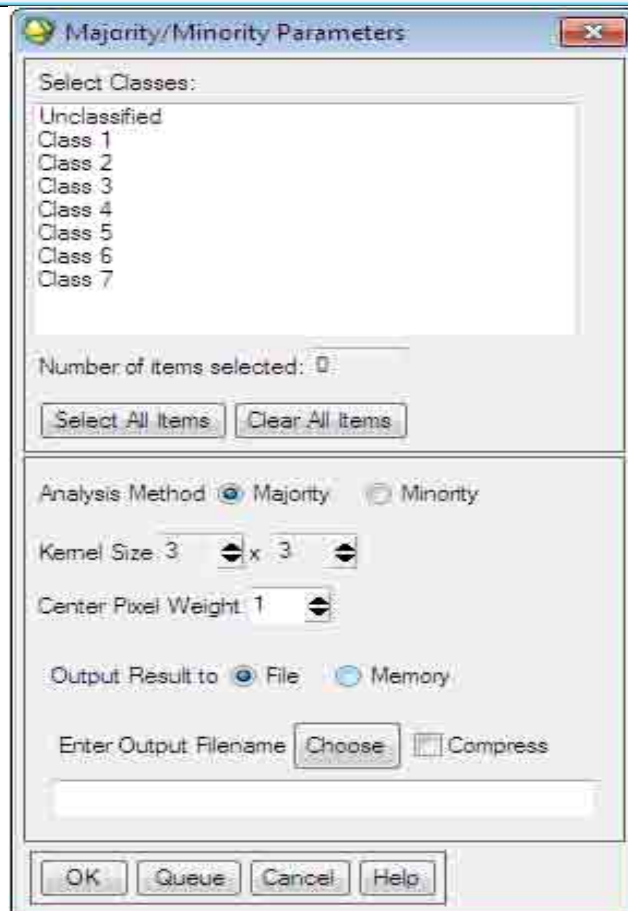 Majority/Minority Parameters
Select Classes:
Unclassified
Class 1
Class 2
Class 3
Class 4
Class 5
Class 6
Class 7
Number of items selected: 0
Select All Items Clear All Items
Analysis Method Majority Minority
Kernel Size 3 x 3
Center Pixel Weight 1
Output Result to File Memory
Enter Output Filename Choose Compress
OK Queue Cancel Help